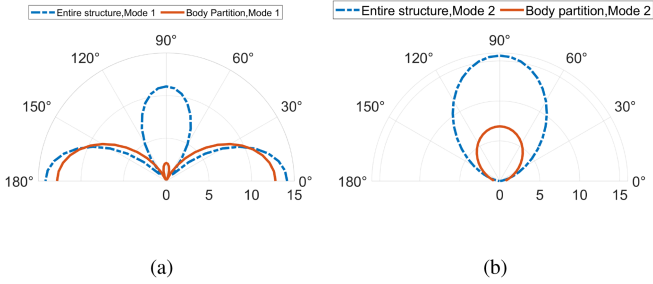 Entire structure,Mode 1 Body Partition,Mode 1
90°
120° 60°
150° 30°
180° 0°
0 5 10 15
(a)
Entire structure,Mode 2 Body partition,Mode 2
90°
120° 60°
150° 30°
180° 0°
0 5 10 15
(b)